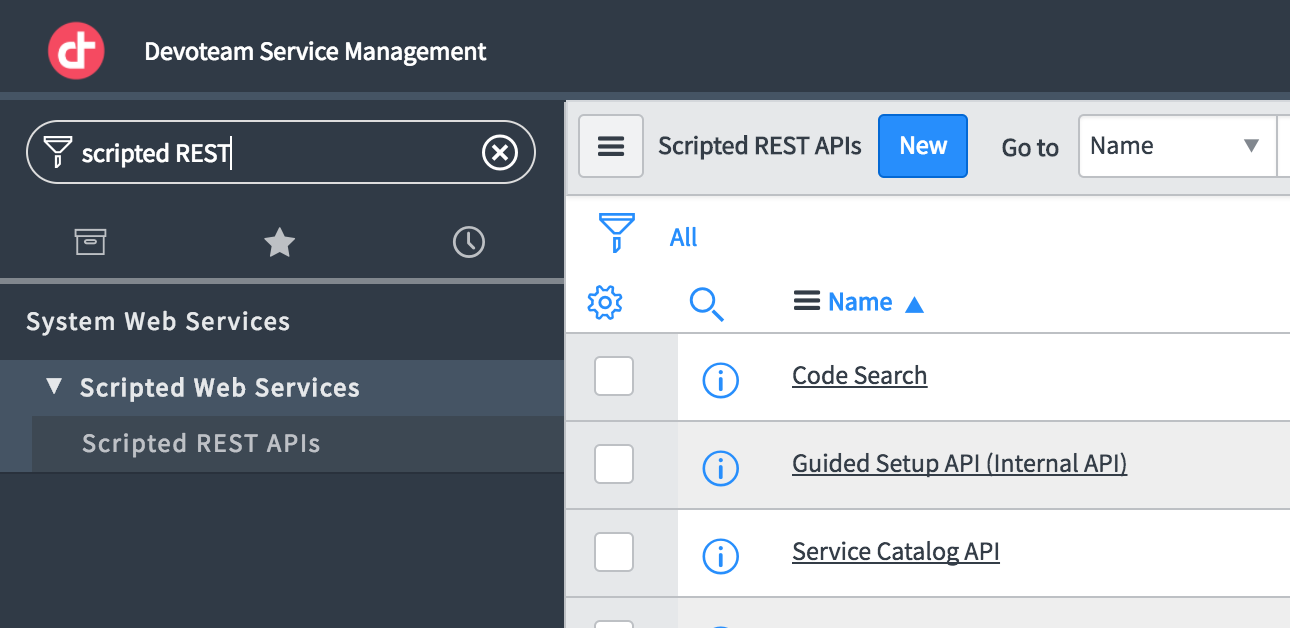 Devoteam Service Management
scripted REST
Scripted REST APIs
New
Go to
Name
All
Name
System Web Services
Scripted Web Services
Scripted REST APIs
Code Search
Guided Setup API (Internal API)
Service Catalog API